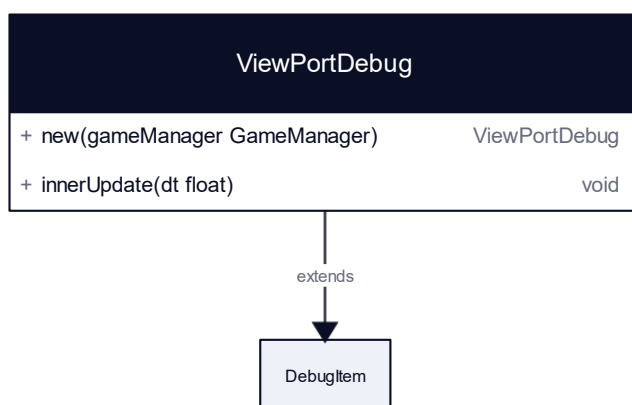 ViewPortDebug
+ new(gameManager GameManager) ViewPortDebug
+ innerUpdate(dt float) void
extends
DebugItem